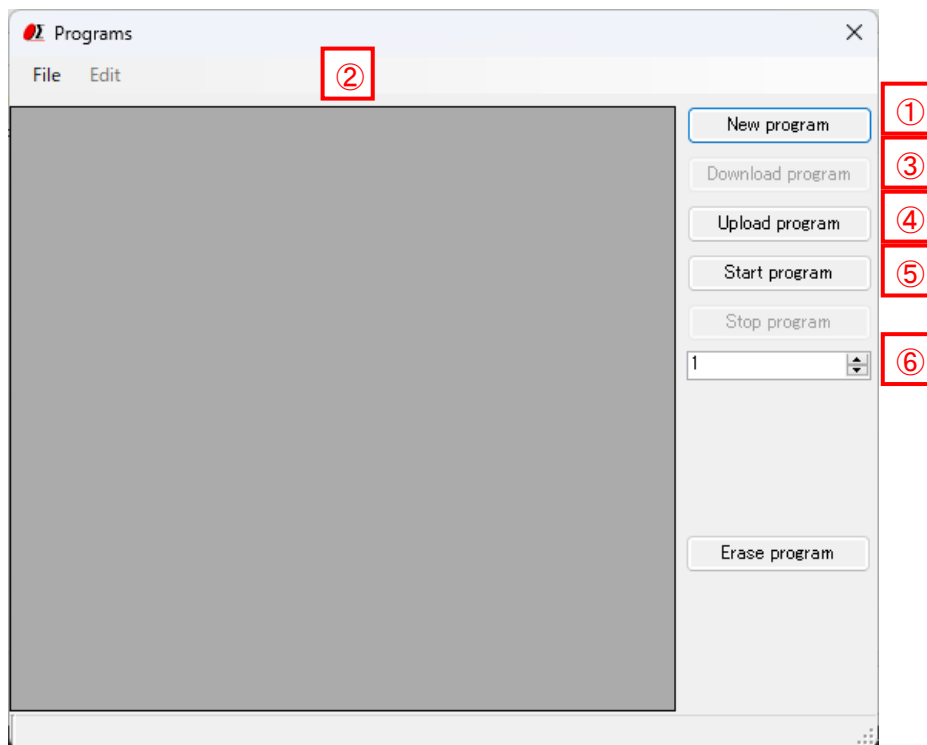 Programs
File Edit ②
New program ①
Download program ③
Upload program ④
Start program ⑤
Stop program
1 ⑥
Erase program